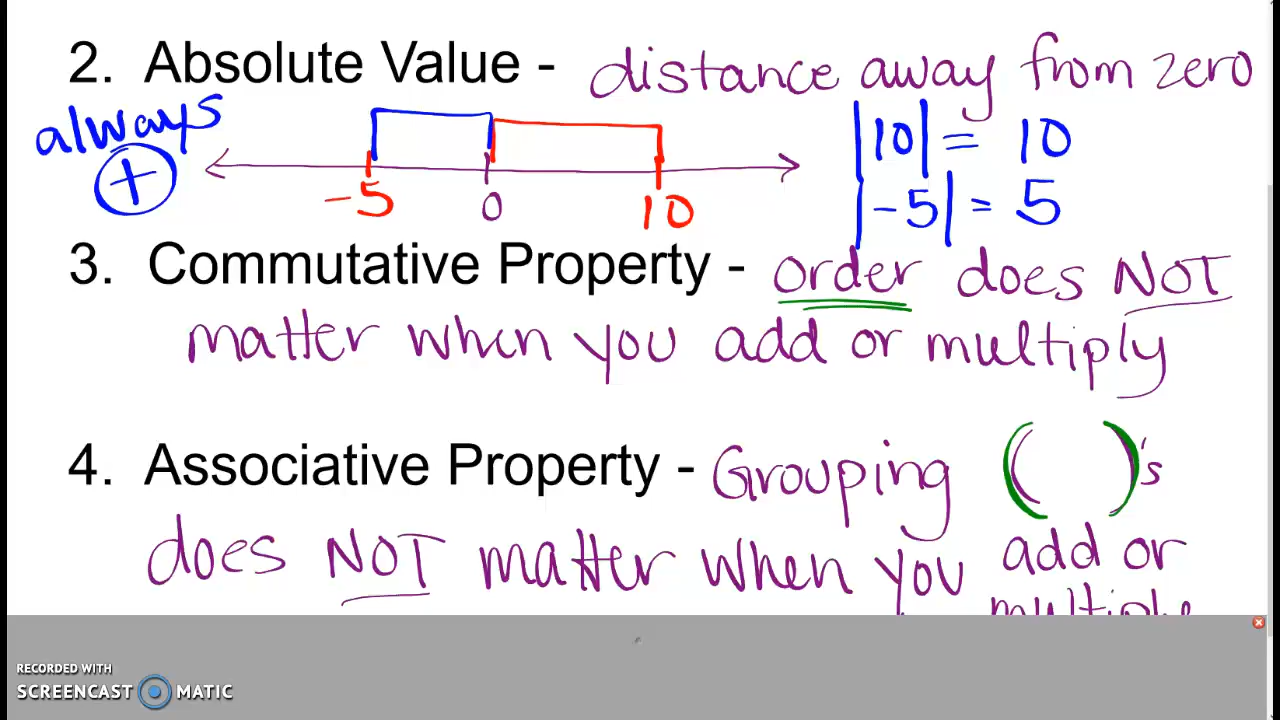 2. Absolute Value - distance away from zero
always
+
-5 0 10
|10| = 10
|-5| = 5
3. Commutative Property - order does NOT
matter when you add or multiply
4. Associative Property - Grouping ( )'s
does NOT matter when you add or
multiply
RECORDED WITH
SCREENCAST MATIC